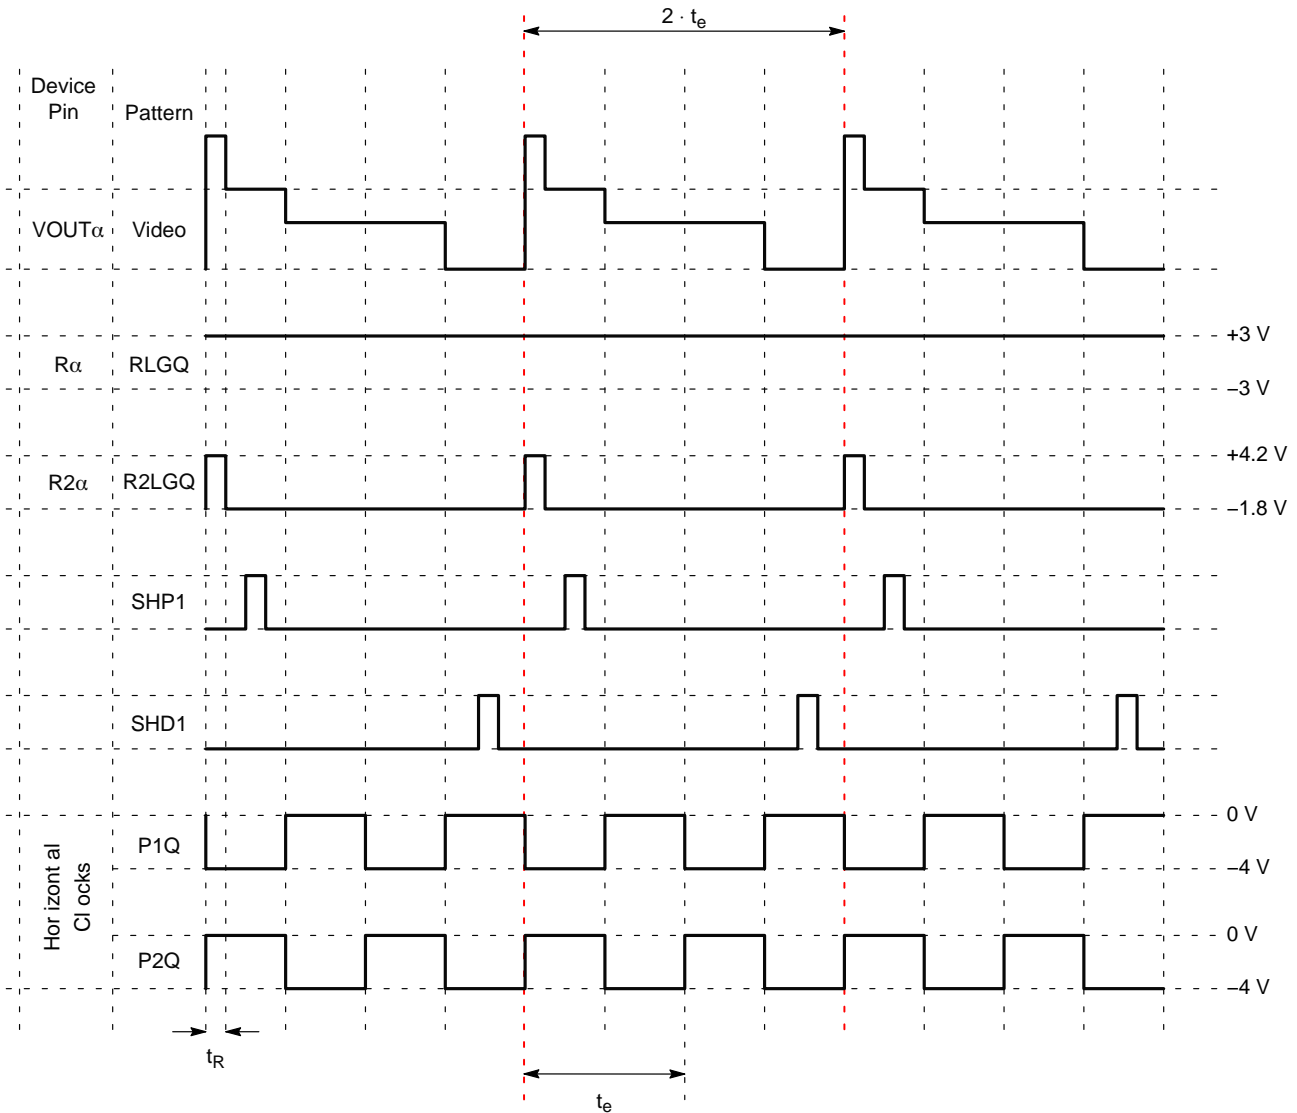 2 · te
Device
Pin
Pattern
VOUTα
Video
+3 V
Rα
RLGQ
−3 V
+4.2 V
R2α
R2LGQ
−1.8 V
SHP1
SHD1
0 V
P1Q
−4 V
Hor izont al
Cl ocks
0 V
P2Q
−4 V
tR
te